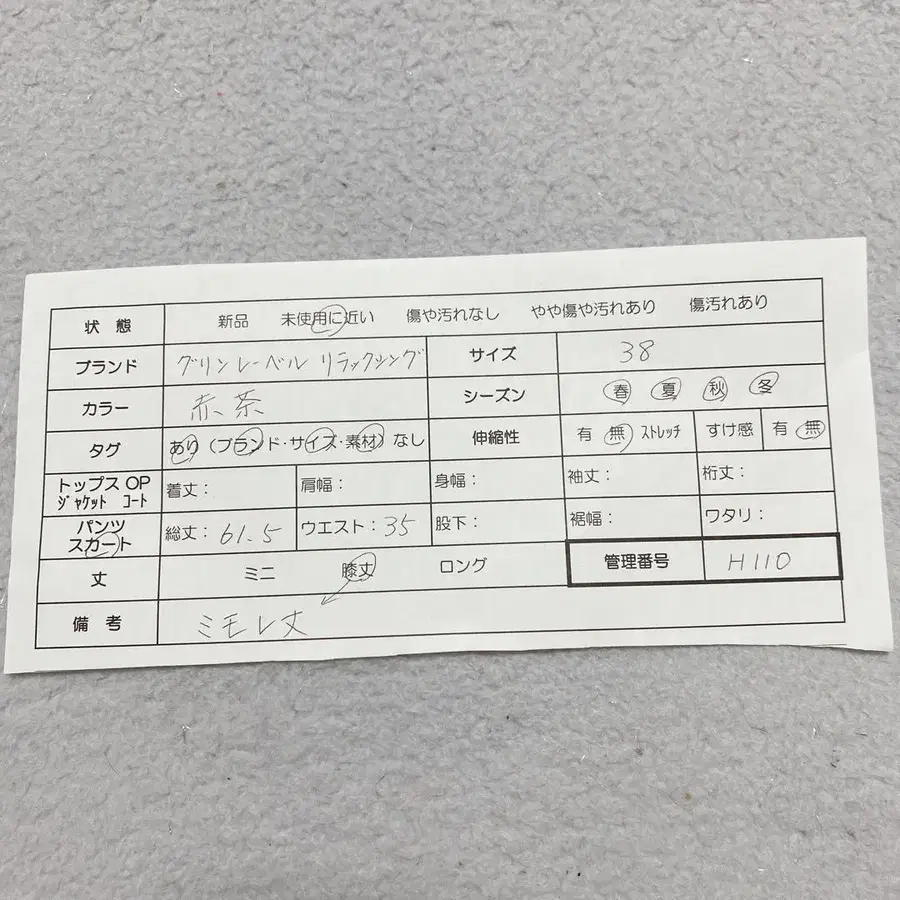 状態 新品 未使用に近い 傷や汚れなし やや傷や汚れあり 傷汚れあり
ブランド グリンレーベル リラックシング サイズ 38
カラー 赤茶 シーズン 春 夏 秋 冬
タグ あり(ブランド・サイズ・素材)なし 伸縮性 有 無 ストレッチ すけ感 有 無
トップス OP
ジャケット コート 着丈: 肩幅: 身幅: 袖丈: 裄丈:
パンツ
スカート 総丈: 61.5 ウエスト: 35 股下: 裾幅: ワタリ:
丈 ミニ 膝丈 ロング 管理番号 H110
備考 ミモレ丈